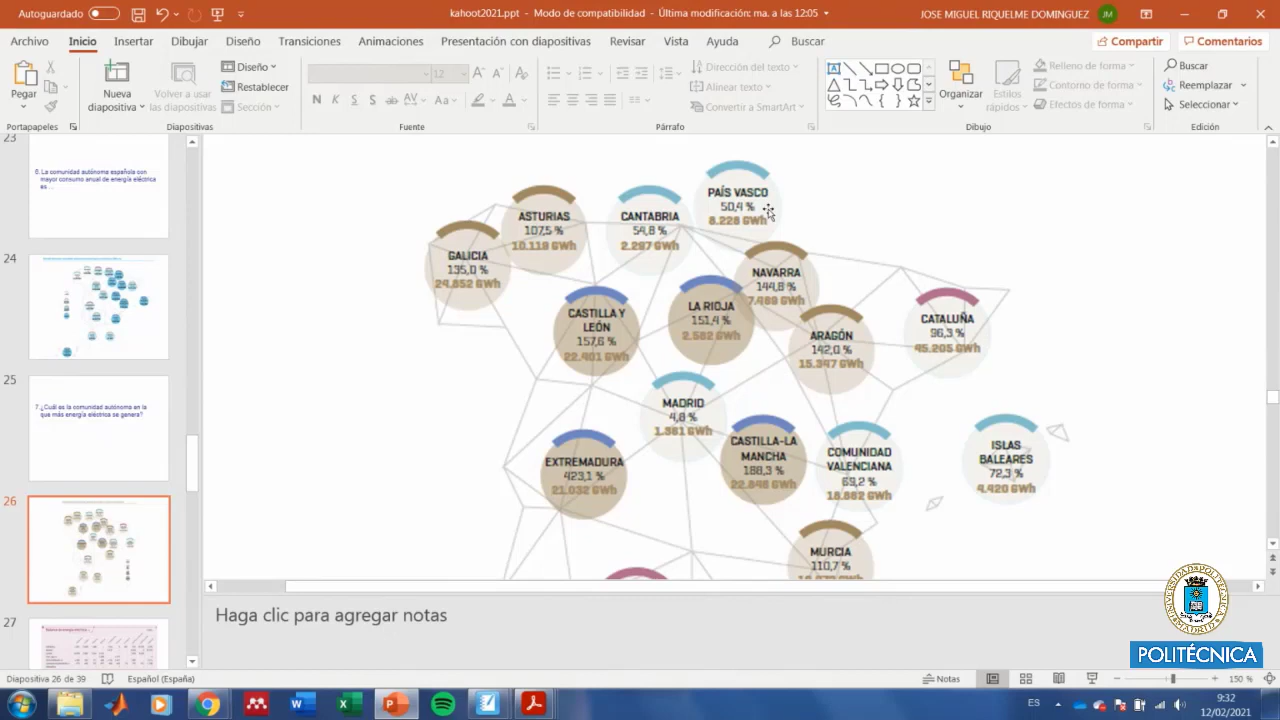 Autoguardado
kahoot2021.ppt - Modo de compatibilidad - Última modificación: ma. a las 12:05
JOSE MIGUEL RIQUELME DOMINGUEZ
JM
Archivo
Inicio
Insertar
Dibujar
Diseño
Transiciones
Animaciones
Presentación con diapositivas
Revisar
Vista
Ayuda
Buscar
Compartir
Comentarios
Pegar
Nueva
diapositiva
Volver a usar
las diapositivas
Diseño
Restablecer
Sección
12
N
S
S
ab
AV
Aa
A
Dirección del texto
Alinear texto
Convertir a SmartArt
Organizar
Estilos
rápidos
Relleno de forma
Contorno de forma
Efectos de forma
Buscar
Reemplazar
Seleccionar
Portapapeles
Diapositivas
Fuente
Párrafo
Dibujo
Edición
23
6. La comunidad autónoma española con
mayor consumo anual de energía eléctrica
es ...
24
25
7. ¿Cuál es la comunidad autónoma en la
que más energía eléctrica se genera?
26
27
PAÍS VASCO
50,4 %
8.228 GWh
ASTURIAS
107,5 %
10.119 GWh
CANTABRIA
54,8 %
2.297 GWh
GALICIA
135,0 %
24.852 GWh
NAVARRA
144,8 %
7.489 GWh
CASTILLA Y
LEÓN
157,6 %
22.401 GWh
LA RIOJA
151,4 %
2.582 GWh
ARAGÓN
142,0 %
15.347 GWh
CATALUÑA
96,3 %
45.205 GWh
MADRID
4,8 %
1.381 GWh
EXTREMADURA
423,1 %
21.032 GWh
CASTILLA-LA
MANCHA
188,3 %
22.848 GWh
COMUNIDAD
VALENCIANA
69,2 %
18.882 GWh
ISLAS
BALEARES
72,3 %
4.420 GWh
MURCIA
110,7 %
Haga clic para agregar notas
POLITÉCNICA
Diapositiva 26 de 39
Español (España)
Notas
150 %
ES
9:32
12/02/2021